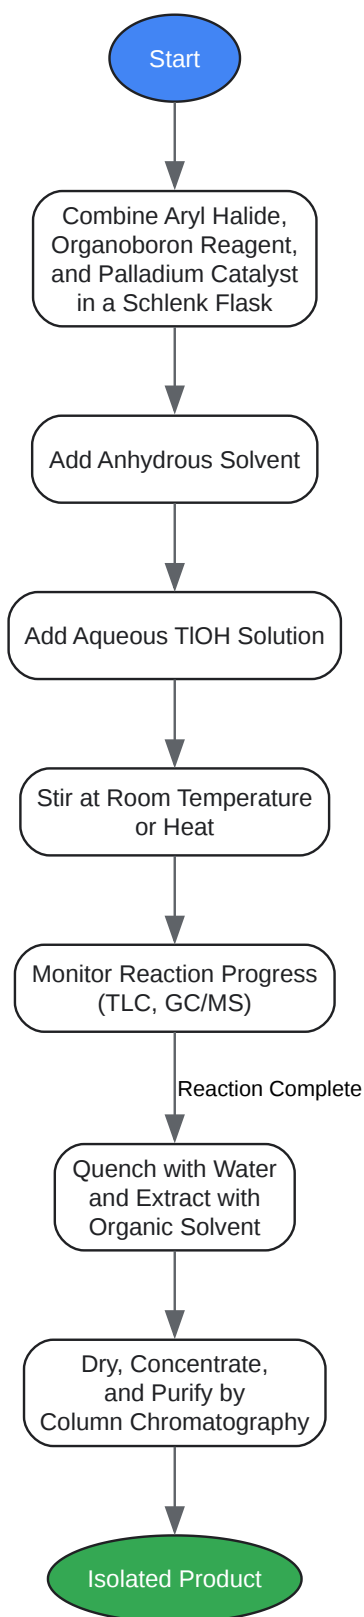 Start
Combine Aryl Halide,
Organoboron Reagent,
and Palladium Catalyst
in a Schlenk Flask
Add Anhydrous Solvent
Add Aqueous TlOH Solution
Stir at Room Temperature
or Heat
Monitor Reaction Progress
(TLC, GC/MS)
Reaction Complete
Quench with Water
and Extract with
Organic Solvent
Dry, Concentrate,
and Purify by
Column Chromatography
Isolated Product